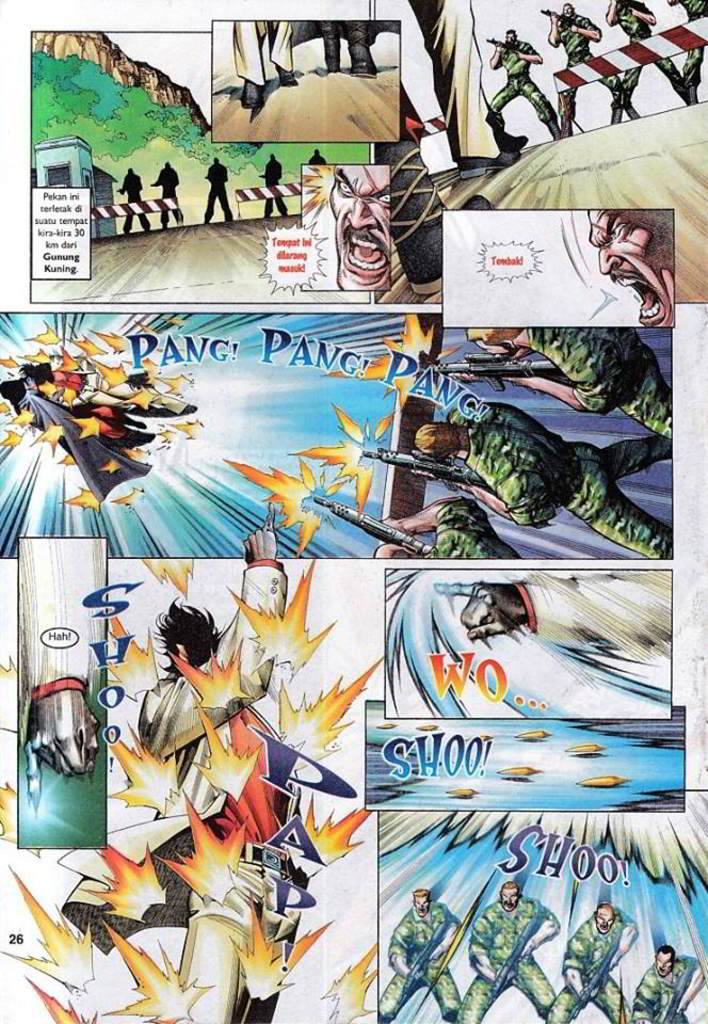 Pekan ini
terletak di
suatu tempat
kira-kira 30
km dari
Gunung
Kuning.
Tempat Ini
dilarang
masuk!
Tembak!
PANG! PANG! PANG!
Hah!
SHOO!
PAP!
WO...
SHOO!
SHOO!
26